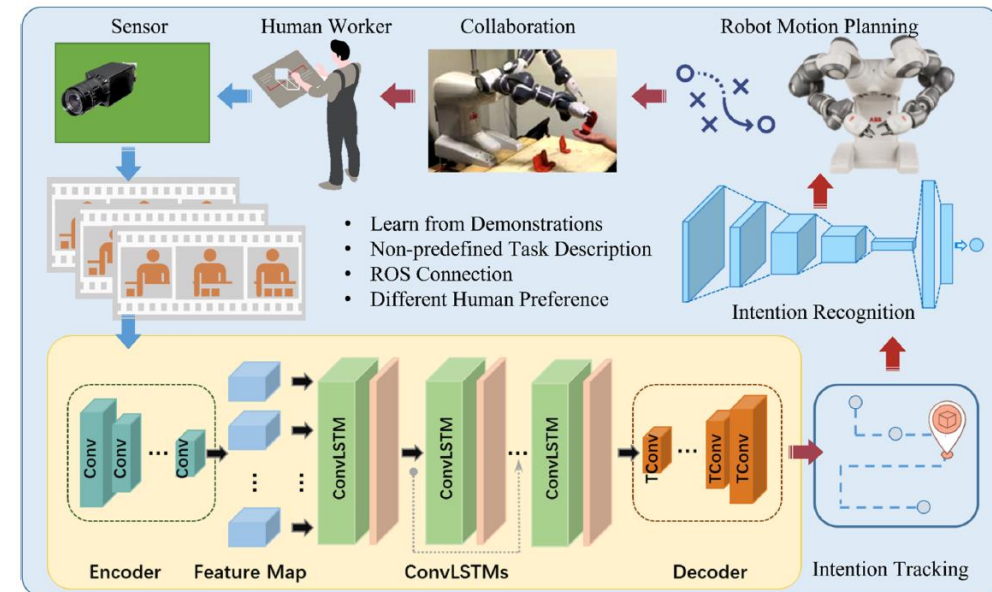 Sensor
Human Worker
Collaboration
Robot Motion Planning
ABB
• Learn from Demonstrations
• Non-predefined Task Description
• ROS Connection
• Different Human Preference
Intention Recognition
Conv
Conv
...
Conv
ConvLSTM
ConvLSTM
...
ConvLSTM
TConv
...
TConv
TConv
Encoder
Feature Map
ConvLSTMs
Decoder
Intention Tracking